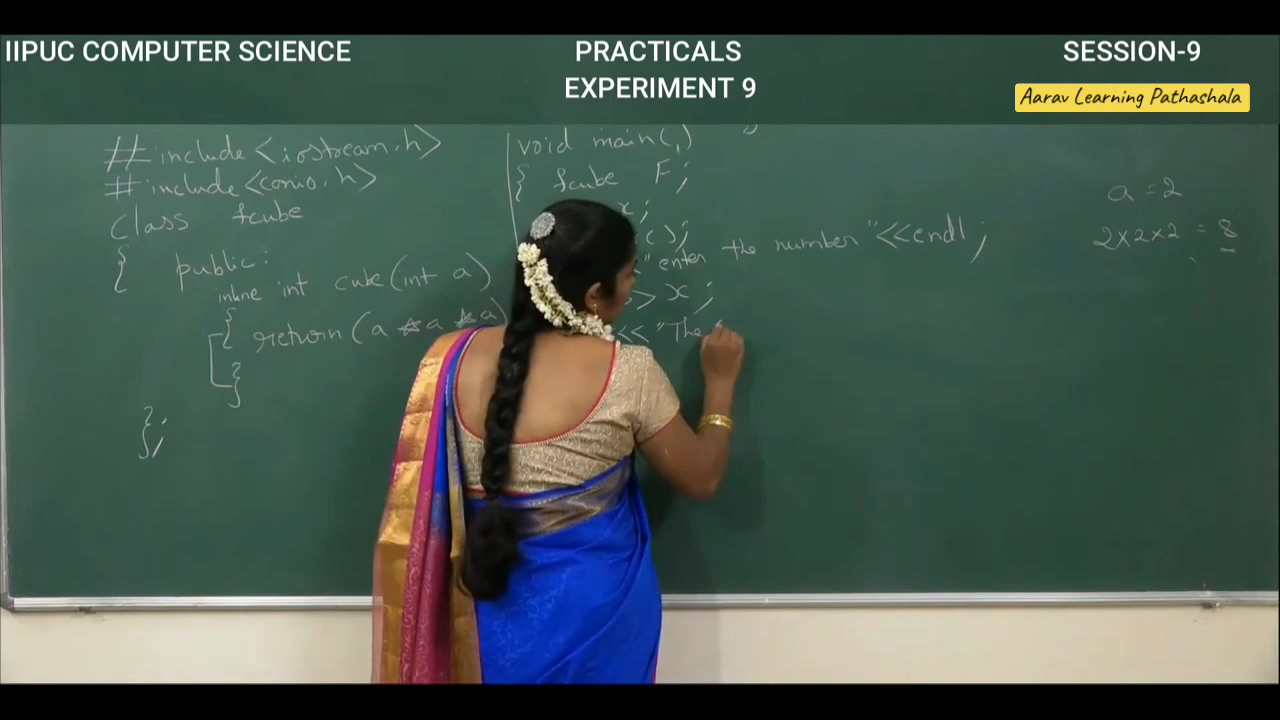 IIPUC COMPUTER SCIENCE
PRACTICALS
EXPERIMENT 9
SESSION-9
Aarav Learning Pathashala
#include<iostream.h>
#include<conio.h>
class fcube
{ public:
inline int cube(int a)
{ return(a*a*a)
}
};
void main()
{ fcube F;
x;
();
"enter the number"<<endl;
> x;
<< "The
a = 2
2x2x2 = 8